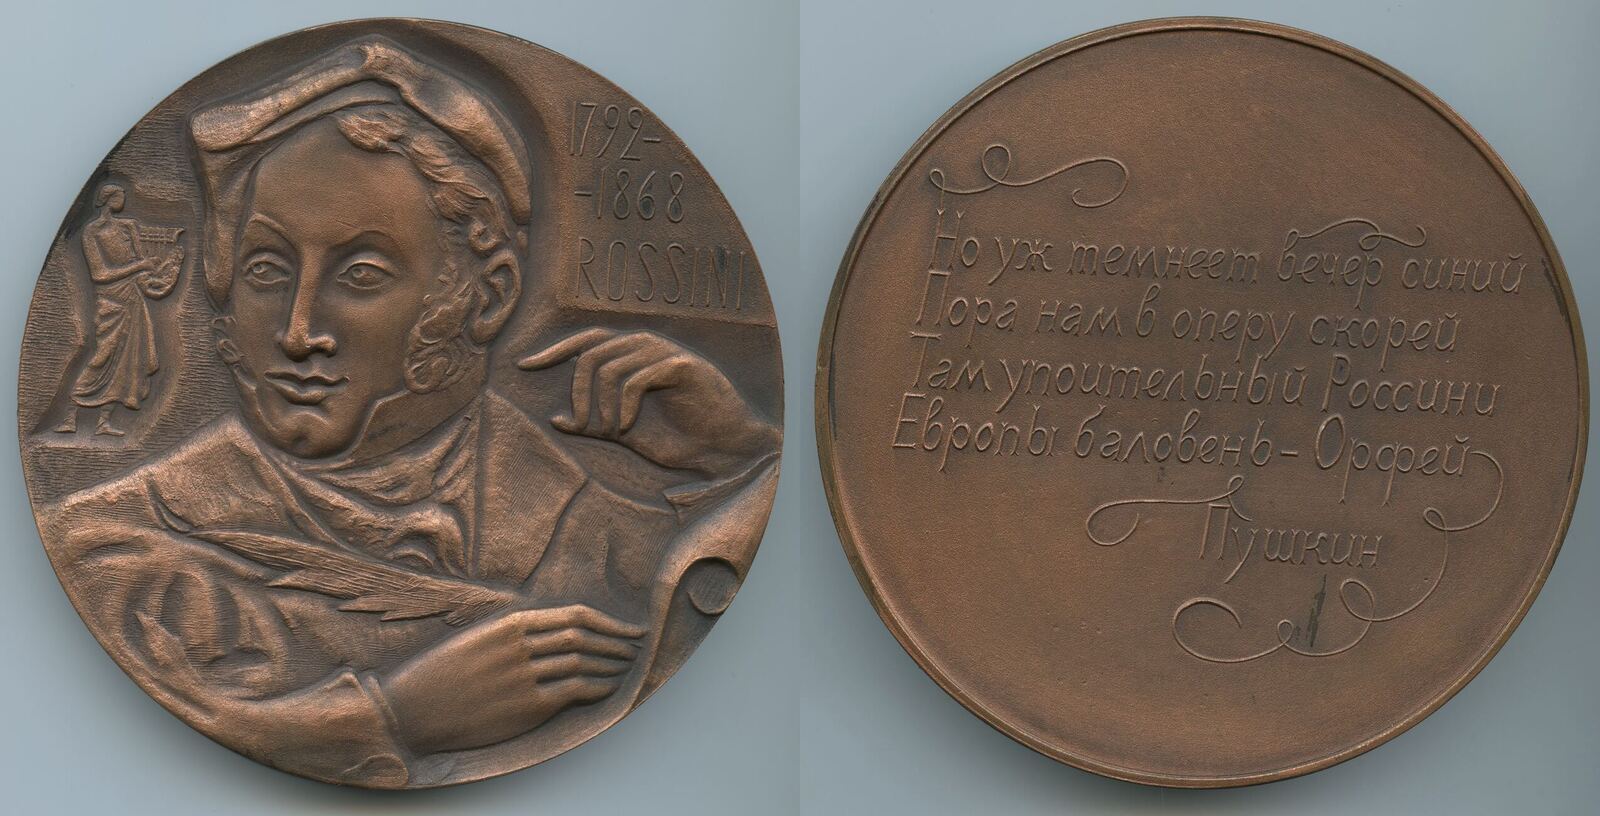 1792-
-1868
ROSSINI
Но уж темнеет вечер синий
Пора нам в оперу скорей
Там упоительный Россини
Европы баловень - Орфей
Пушкин